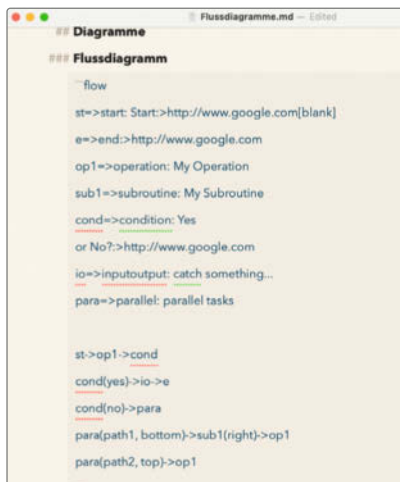 Flussdiagramme.md — Edited
## Diagramme
### Flussdiagramm
```flow
st=>start: Start:>http://www.google.com[blank]
e=>end:>http://www.google.com
op1=>operation: My Operation
sub1=>subroutine: My Subroutine
cond=>condition: Yes
or No?:>http://www.google.com
io=>inputoutput: catch something...
para=>parallel: parallel tasks
st->op1->cond
cond(yes)->io->e
cond(no)->para
para(path1, bottom)->sub1(right)->op1
para(path2, top)->op1